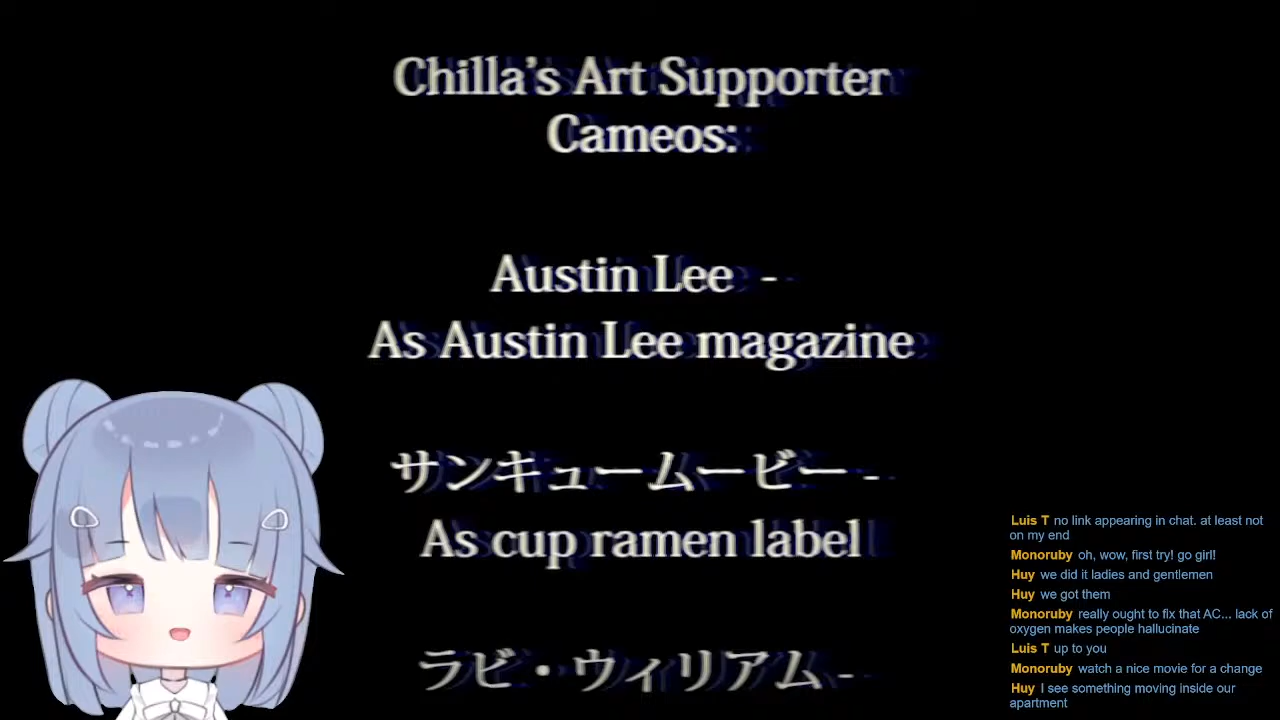 Chilla's Art Supporter
Cameos:
Austin Lee -
As Austin Lee magazine
サンキュームービー -
As cup ramen label
ラビ・ウィリアム -
Luis T no link appearing in chat. at least not
on my end
Monoruby oh, wow, first try! go girl!
Huy we did it ladies and gentlemen
Huy we got them
Monoruby really ought to fix that AC... lack of
oxygen makes people hallucinate
Luis T up to you
Monoruby watch a nice movie for a change
Huy I see something moving inside our
apartment